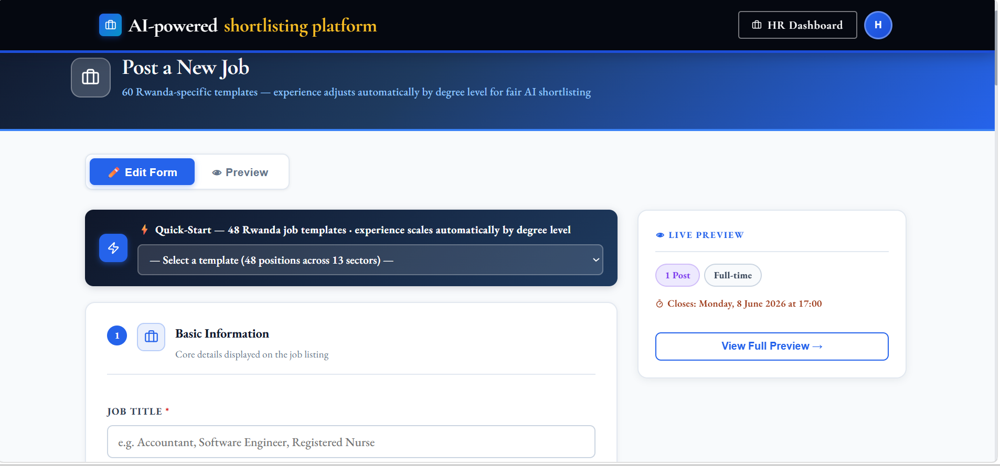 AI-powered shortlisting platform
HR Dashboard
H
Post a New Job
60 Rwanda-specific templates — experience adjusts automatically by degree level for fair AI shortlisting
Edit Form
Preview
Quick-Start — 48 Rwanda job templates · experience scales automatically by degree level
— Select a template (48 positions across 13 sectors) —
LIVE PREVIEW
1 Post
Full-time
Closes: Monday, 8 June 2026 at 17:00
View Full Preview →
1
Basic Information
Core details displayed on the job listing
JOB TITLE *
e.g. Accountant, Software Engineer, Registered Nurse